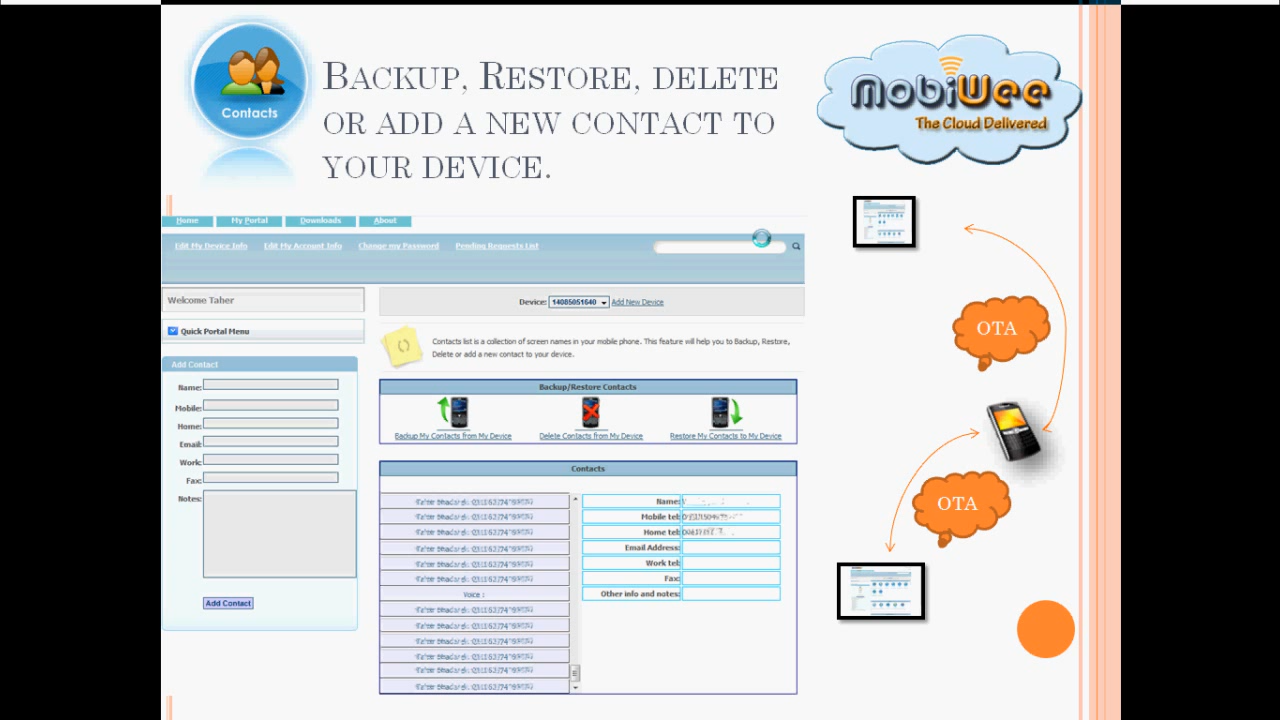 Contacts
BACKUP, RESTORE, DELETE
OR ADD A NEW CONTACT TO
YOUR DEVICE.
MobiWee
The Cloud Delivered
Home My Portal Downloads About
Edit My Device Info Edit My Account Info Change my Password Pending Requests List
Welcome Taher
Device: 14085051640 Add New Device
Quick Portal Menu
Contacts list is a collection of screen names in your mobile phone. This feature will help you to Backup, Restore,
Delete or add a new contact to your device.
Add Contact
Name:
Mobile:
Home:
Email:
Work:
Fax:
Notes:
Add Contact
Backup/Restore Contacts
Backup My Contacts from My Device Delete Contacts from My Device Restore My Contacts to My Device
Contacts
Voice :
Name:
Mobile tel:
Home tel:
Email Address:
Work tel:
Fax:
Other info and notes:
OTA
OTA